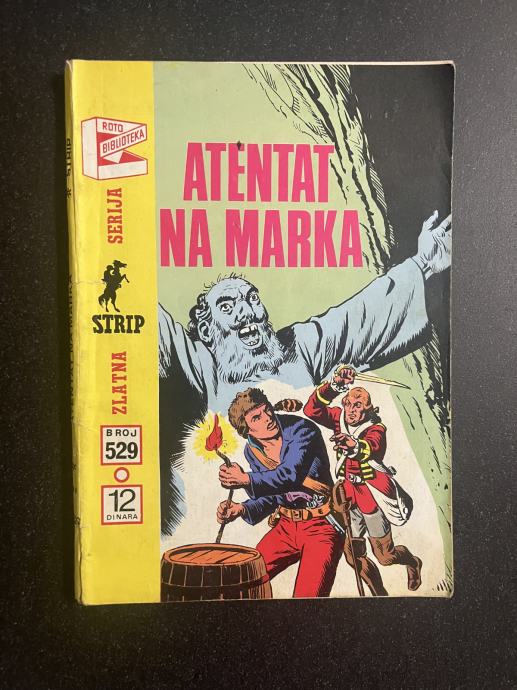 ROTO
BIBLIOTEKA
ATENTAT
NA MARKA
ZLATNA SERIJA
STRIP
BROJ
529
12
DINARA